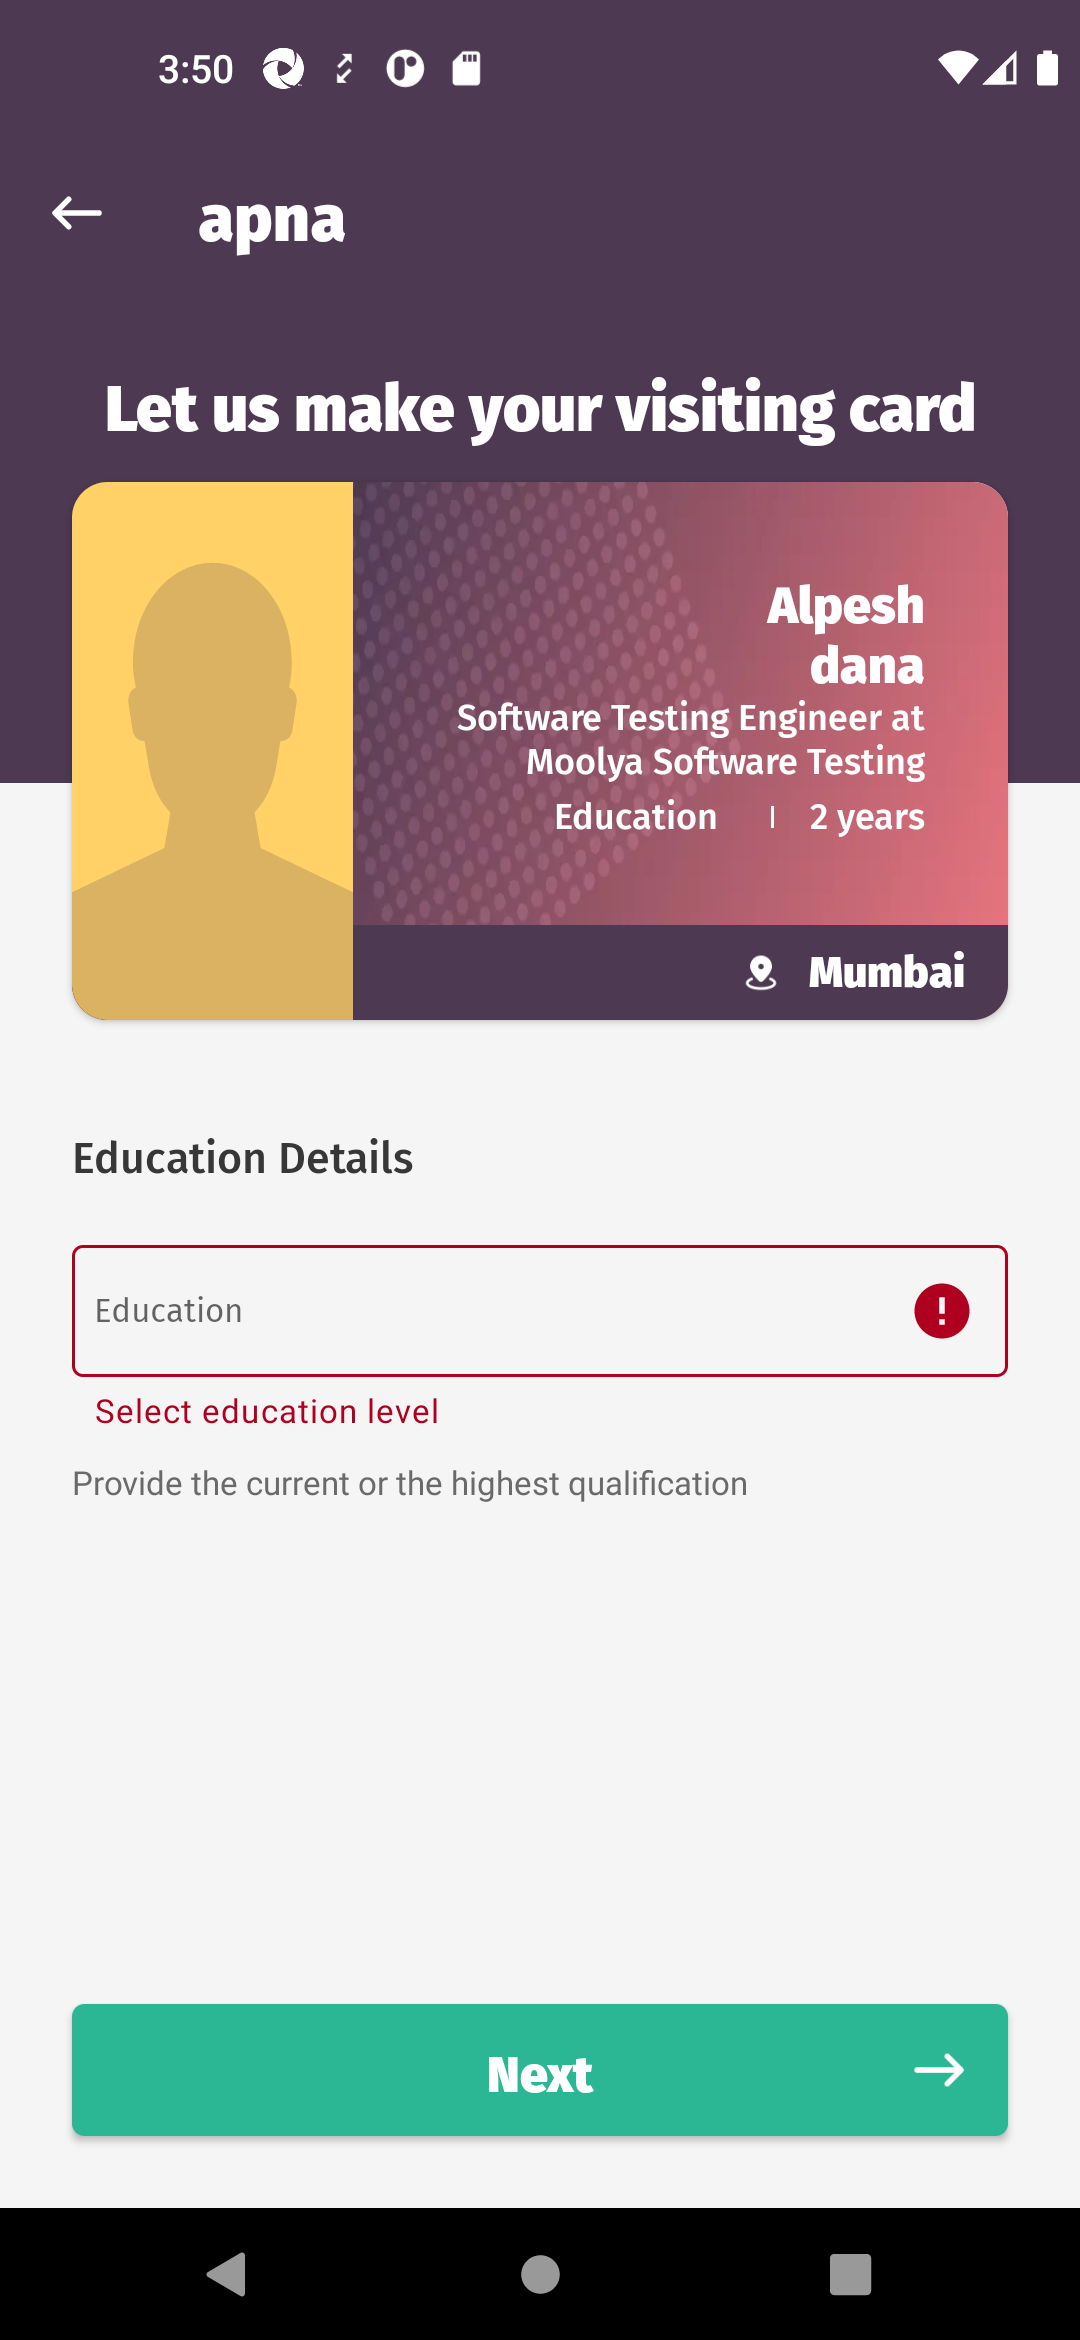 3:50
apna
Let us make your visiting card
Alpesh
dana
Software Testing Engineer at
Moolya Software Testing
Education 2 years
Mumbai
Education Details
Education
Select education level
Provide the current or the highest qualification
Next